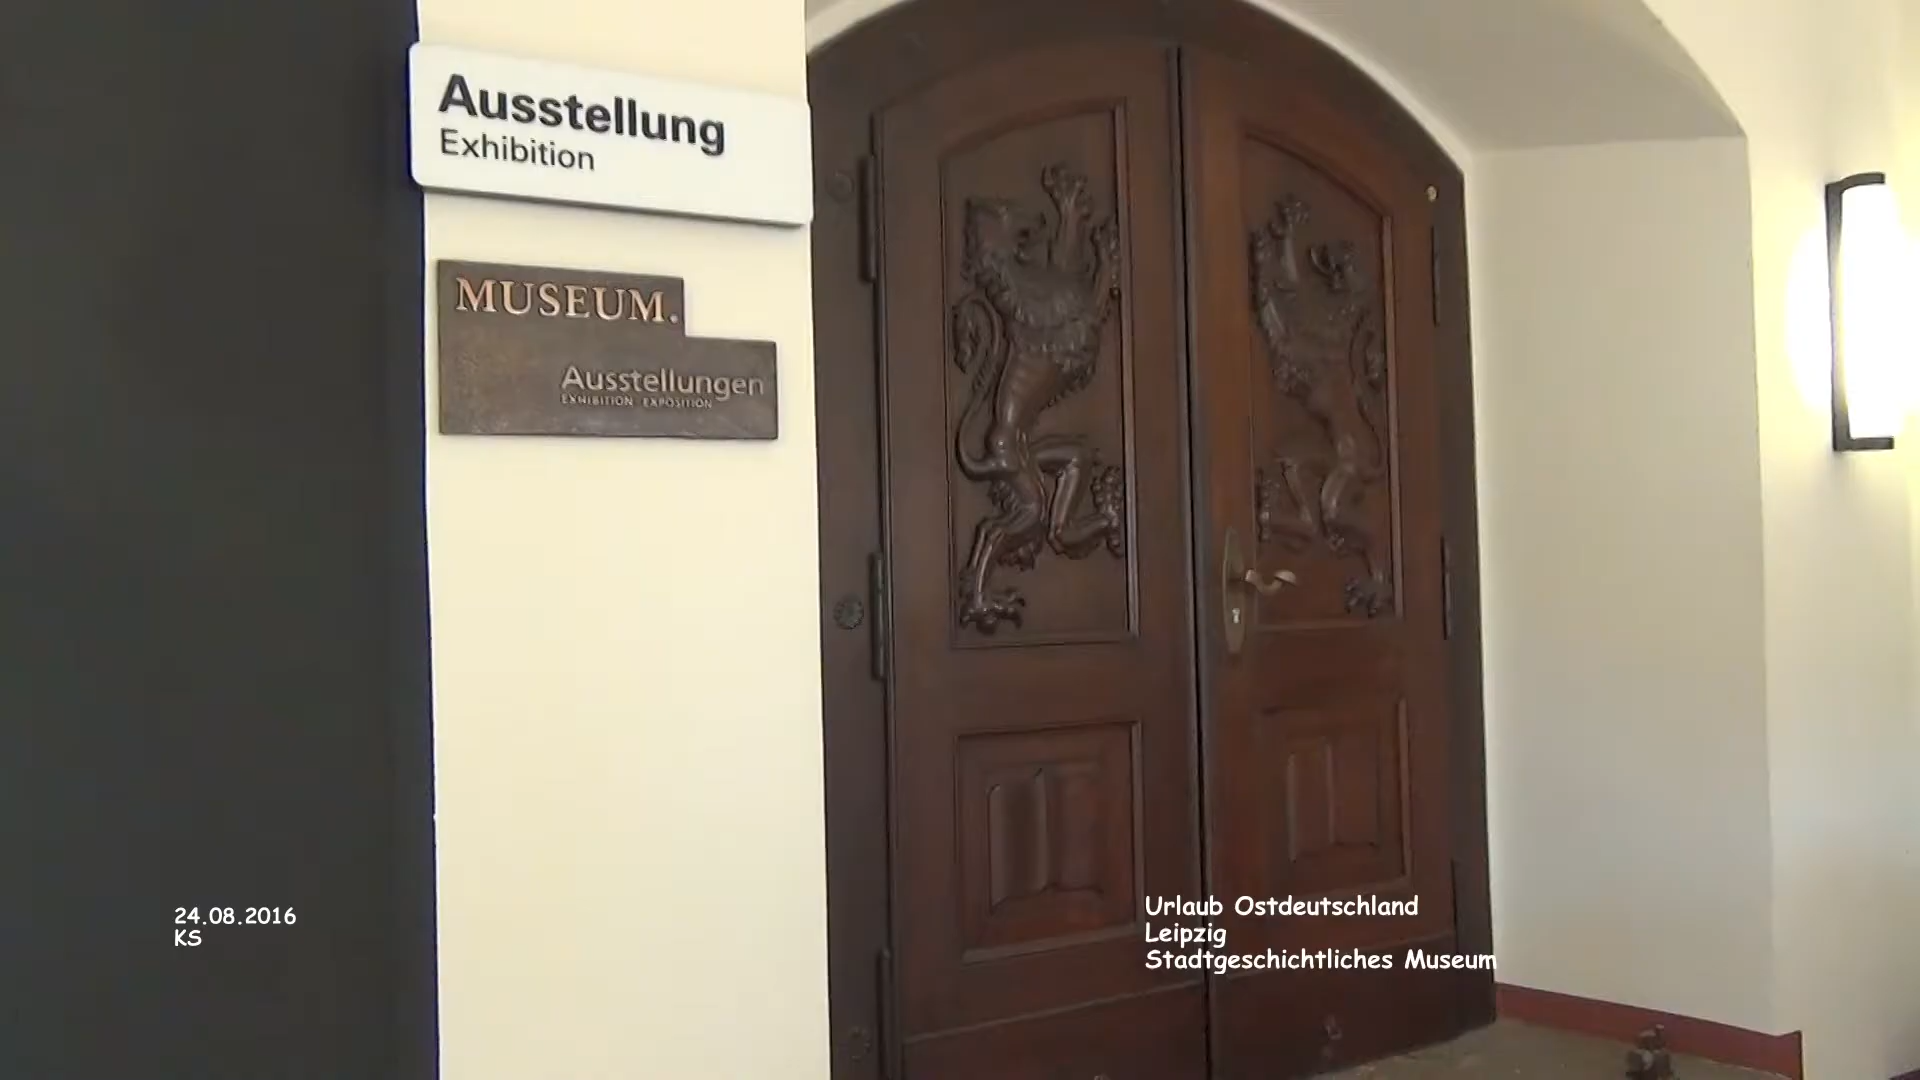 Ausstellung
Exhibition
MUSEUM.
Ausstellungen
EXHIBITION EXPOSITION
24.08.2016
KS
Urlaub Ostdeutschland
Leipzig
Stadtgeschichtliches Museum